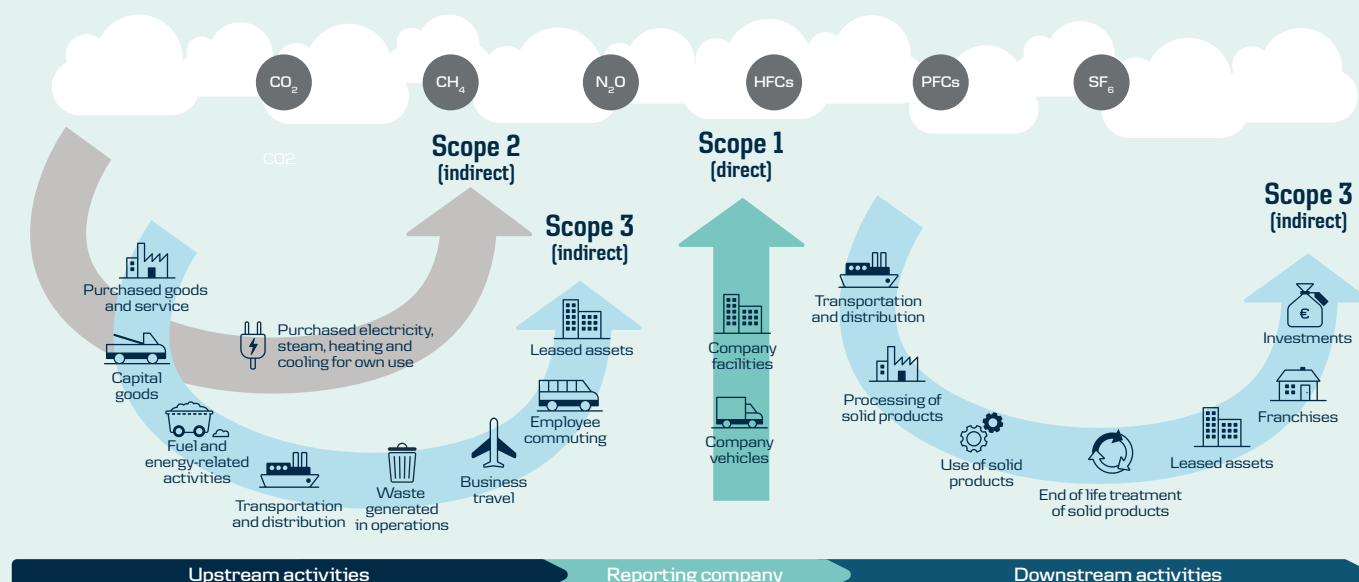 CO2
CH4
N2O
HFCs
PFCs
SF6
CO2
Scope 2
(indirect)
Scope 3
(indirect)
Scope 1
(direct)
Scope 3
(indirect)
Purchased goods
and service
Capital
goods
Fuel and
energy-related
activities
Transportation
and distribution
Waste
generated
in operations
Business
travel
Employee
commuting
Leased assets
Purchased electricity,
steam, heating and
cooling for own use
Company
facilities
Company
vehicles
Transportation
and distribution
Processing of
solid products
Use of solid
products
End of life treatment
of solid products
Leased assets
Franchises
€
Investments
Upstream activities
Reporting company
Downstream activities